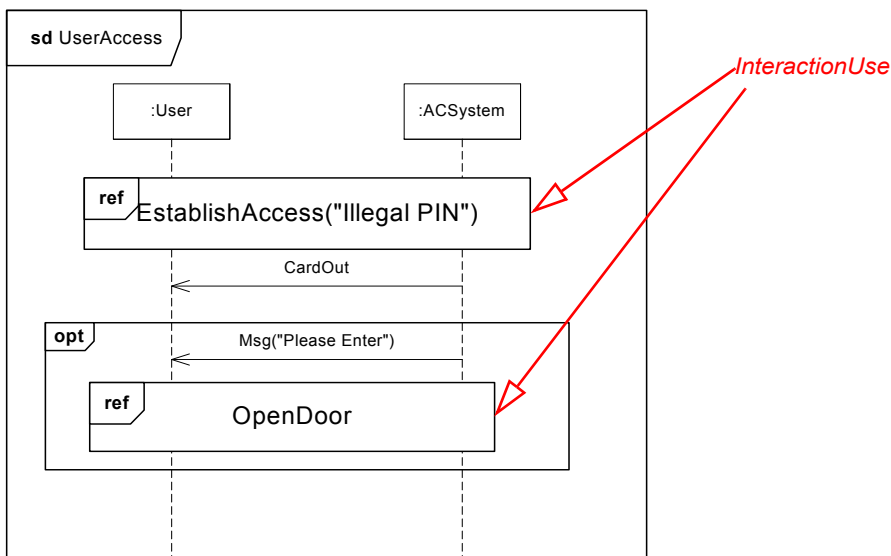 sd UserAccess
InteractionUse
:User
:ACSystem
ref
EstablishAccess("Illegal PIN")
CardOut
opt
Msg("Please Enter")
ref
OpenDoor